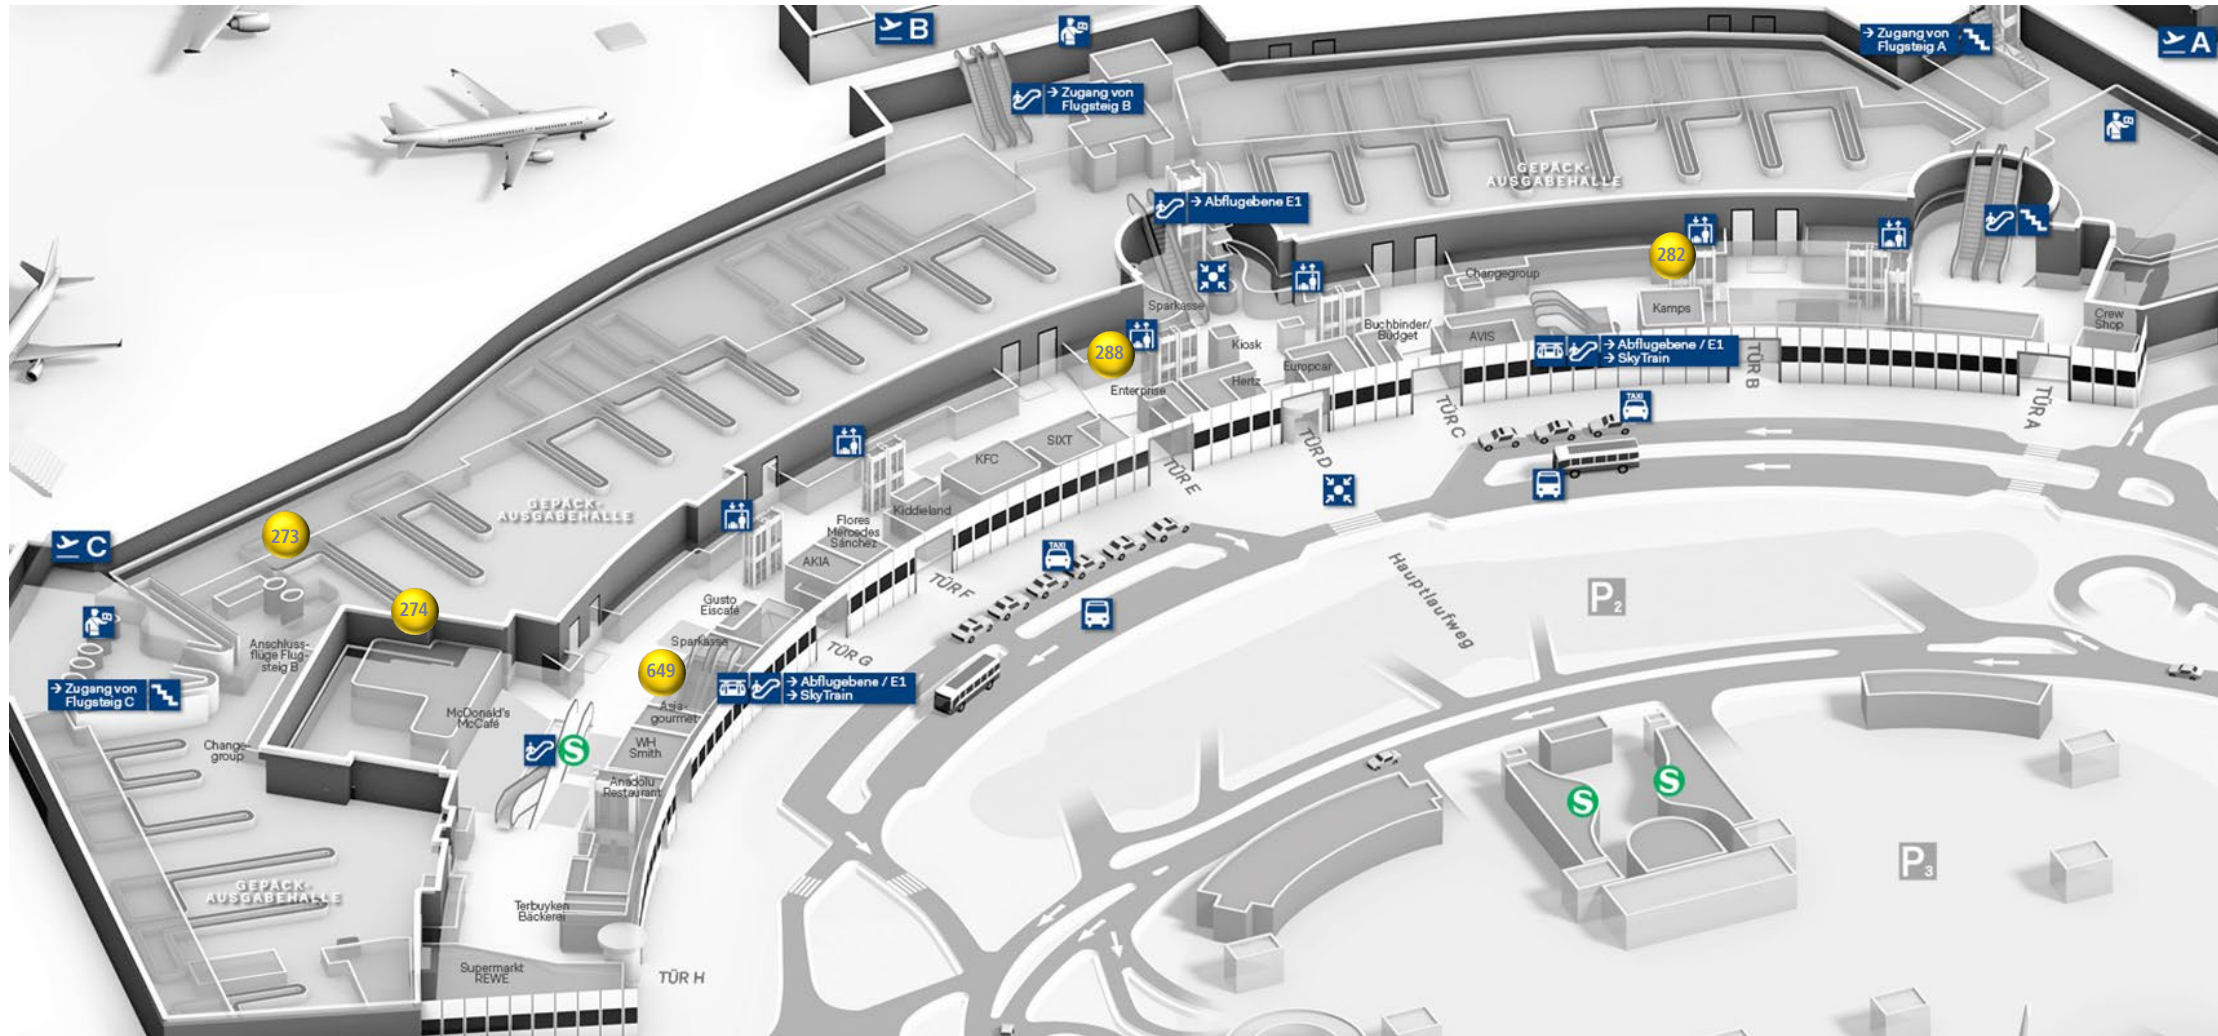 B
→ Zugang von
Flugsteig A
A
→ Zugang von
Flugsteig B
GEPÄCK-
AUSGABEHALLE
→ Abflugebene E1
282
Changegroup
Sparkasse
Kamps
Crew
Shop
Buchbinder/
Budget
AVIS
Kiosk
288
→ Abflugebene / E1
→ SkyTrain
Europcar
Hertz
Enterprise
TÜR B
TÜR A
TÜR C
TAXI
SIXT
TÜR D
KFC
TÜR E
GEPÄCK-
AUSGABEHALLE
Kiddieland
Flores
Mercedes
Sánchez
273
C
AKIA
TÜR F
TAXI
Hauptlaufweg
P2
274
Gusto
Eiscafé
Sparkasse
Anschluss-
flüge Flug-
steig B
TÜR G
649
→ Zugang von
Flugsteig C
→ Abflugebene / E1
→ SkyTrain
McDonald's
McCafé
Asia-
gourmet
Change-
group
WH
Smith
S
Anadolu
Restaurant
S
S
P3
GEPÄCK-
AUSGABEHALLE
Terbuyken
Bäckerei
Supermarkt
REWE
TÜR H